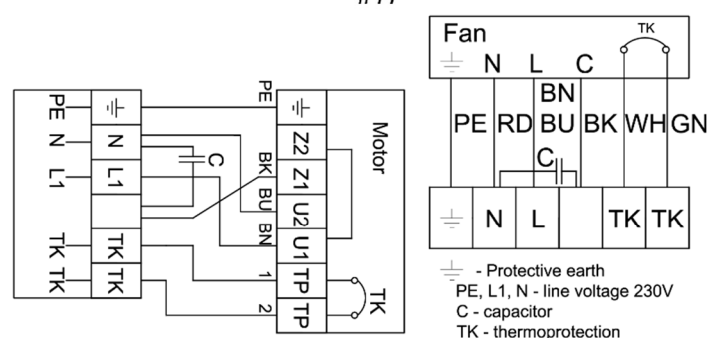 PE
N
L1
TK
TK
N
L1
TK
TK
C
PE
BK
BU
BN
1
2
Z2
Z1
U2
U1
TP
TP
Motor
TK
Fan
TK
N L C
BN
PE RD BU BK WH GN
C
N L TK TK
- Protective earth
PE, L1, N - line voltage 230V
C - capacitor
TK - thermoprotection